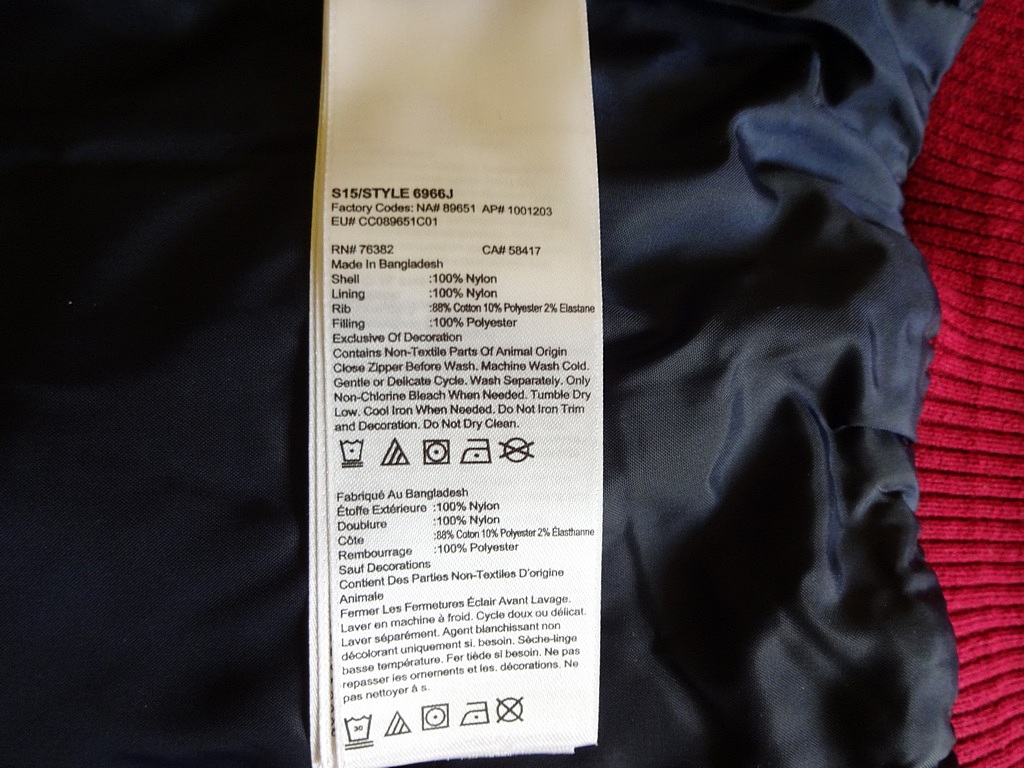 S15/STYLE 6966J
Factory Codes: NA# 89651 AP# 1001203
EU# CC089651C01
RN# 76382 CA# 58417
Made In Bangladesh
Shell :100% Nylon
Lining :100% Nylon
Rib :88% Cotton 10% Polyester 2% Elastane
Filling :100% Polyester
Exclusive Of Decoration
Contains Non-Textile Parts Of Animal Origin
Close Zipper Before Wash. Machine Wash Cold.
Gentle or Delicate Cycle. Wash Separately. Only
Non-Chlorine Bleach When Needed. Tumble Dry
Low. Cool Iron When Needed. Do Not Iron Trim
and Decoration. Do Not Dry Clean.
Fabriqué Au Bangladesh
Étoffe Extérieure :100% Nylon
Doublure :100% Nylon
Côte :88% Coton 10% Polyester 2% Élasthanne
Rembourrage :100% Polyester
Sauf Decorations
Contient Des Parties Non-Textiles D'origine
Animale
Fermer Les Fermetures Éclair Avant Lavage.
Laver en machine à froid. Cycle doux ou délicat.
Laver séparément. Agent blanchissant non
décolorant uniquement si. besoin. Sèche-linge
basse température. Fer tiède si besoin. Ne pas
repasser les ornements et les. décorations. Ne
pas nettoyer à s.
30